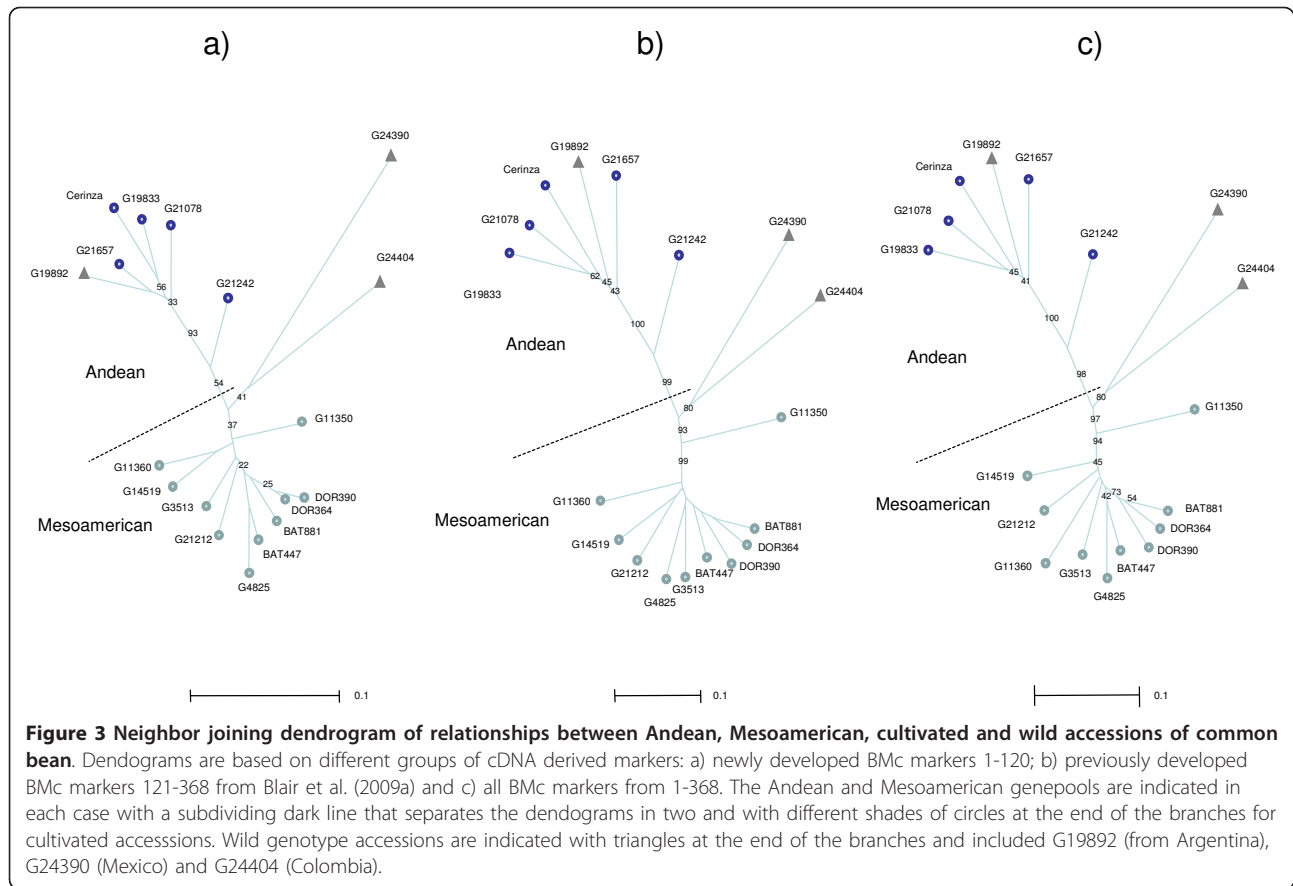 a)
b)
c)
G24390
G24404
Cerinza
G19833
G21078
G21657
G19892
G21242
56
33
93
54
41
37
22
25
Andean
Mesoamerican
G11350
G11360
G14519
G3513
G21212
G4825
BAT447
BAT881
DOR364
DOR390
0.1
G19892
Cerinza
G21657
G21078
G19833
G21242
G24390
G24404
62
45
43
100
99
80
93
99
Andean
Mesoamerican
G11350
G11360
G14519
G21212
G4825
G3513
BAT447
DOR390
DOR364
BAT881
0.1
G19892
Cerinza
G21657
G21078
G19833
G21242
G24390
G24404
45
41
100
98
80
97
94
45
42
73
54
Andean
Mesoamerican
G11350
G14519
G21212
G11360
G3513
G4825
BAT447
DOR390
DOR364
BAT881
0.1
Figure 3 Neighbor joining dendrogram of relationships between Andean, Mesoamerican, cultivated and wild accessions of common
bean. Dendograms are based on different groups of cDNA derived markers: a) newly developed BMc markers 1-120; b) previously developed
BMc markers 121-368 from Blair et al. (2009a) and c) all BMc markers from 1-368. The Andean and Mesoamerican genepools are indicated in
each case with a subdividing dark line that separates the dendograms in two and with different shades of circles at the end of the branches for
cultivated accesssions. Wild genotype accessions are indicated with triangles at the end of the branches and included G19892 (from Argentina),
G24390 (Mexico) and G24404 (Colombia).